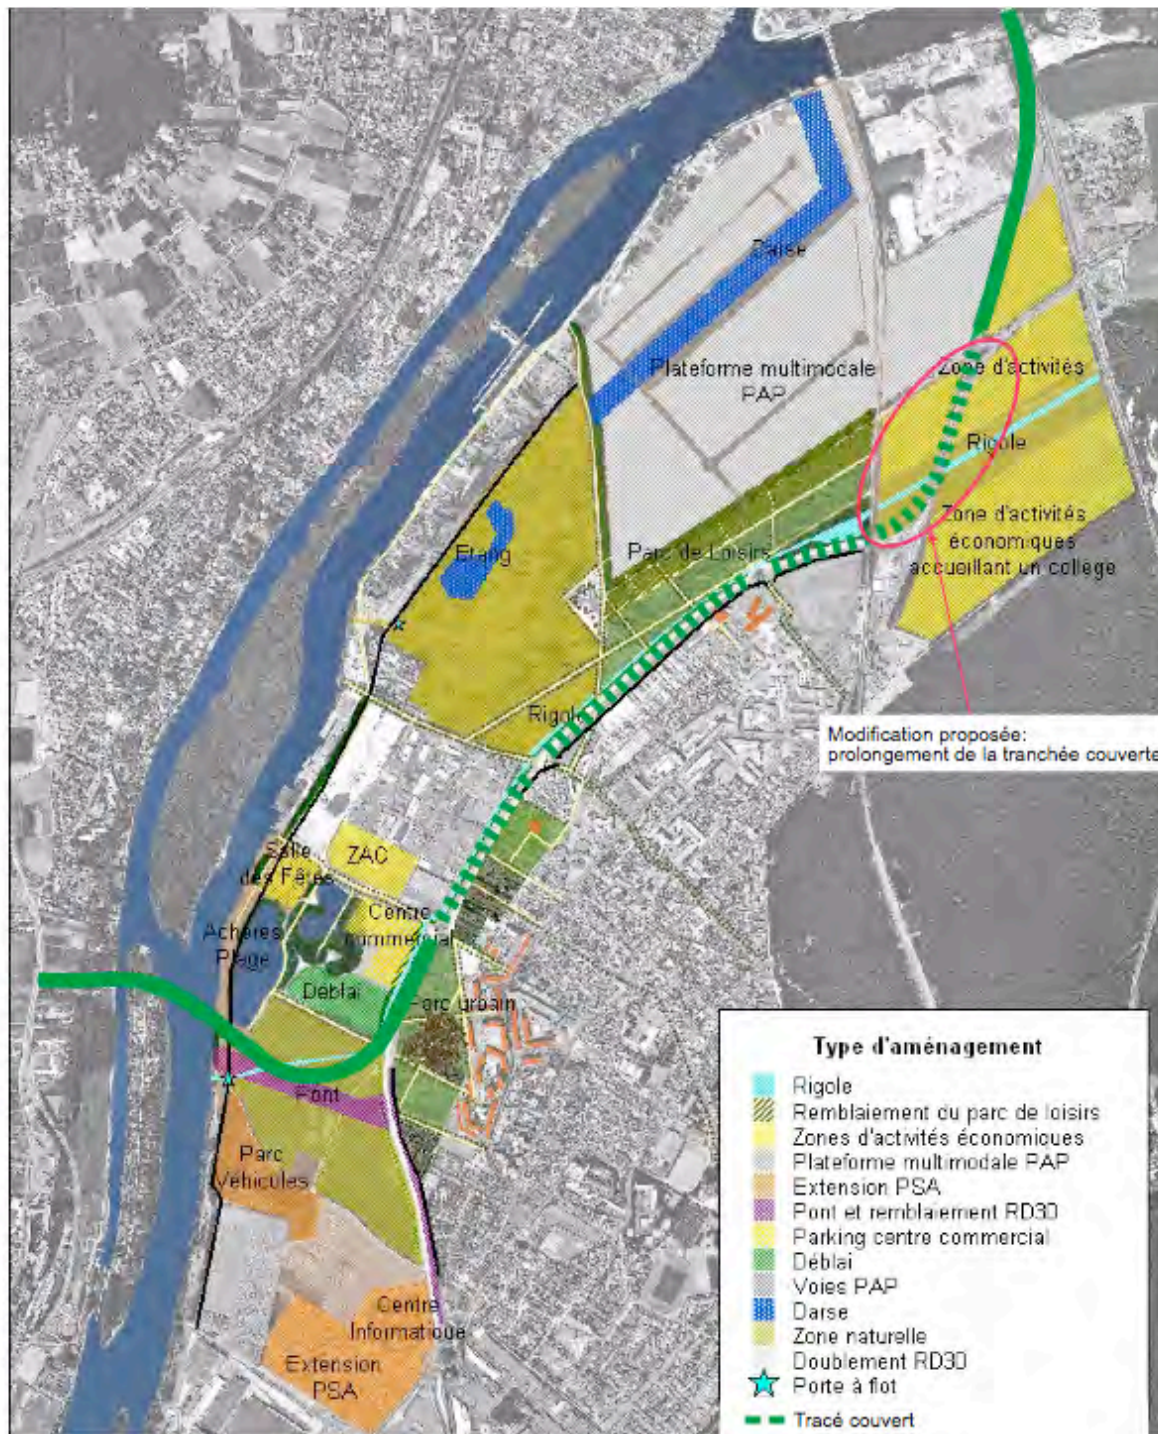 Darse
Plateforme multimodale
PAP
Zone d'activités
Rigole
Zone d'activités
économiques
accueillant un collège
Etang
Parc de Loisirs
Rigole
Modification proposée:
prolongement de la tranchée couverte
Salle
des Fêtes
ZAC
Centre
commercial
Achères
Plage
Déblai
Parc urbain
Pont
Parc
Véhicules
Centre
Informatique
Extension
PSA
Type d'aménagement
Rigole
Remblaiement du parc de loisirs
Zones d'activités économiques
Plateforme multimodale PAP
Extension PSA
Pont et remblaiement RD30
Parking centre commercial
Déblai
Voies PAP
Darse
Zone naturelle
Doublement RD30
Porte à flot
Tracé couvert